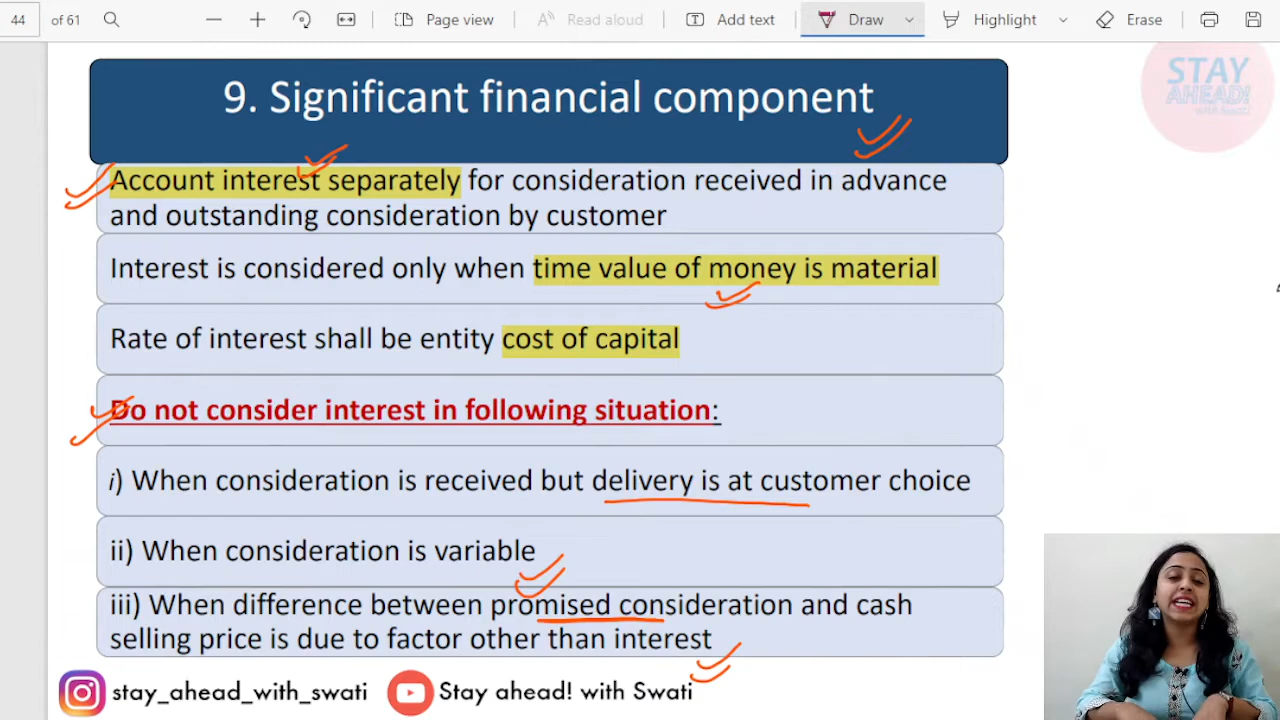 44 of 61 Page view Read aloud Add text Draw Highlight Erase
STAY
AHEAD!
with Swati
9. Significant financial component
Account interest separately for consideration received in advance
and outstanding consideration by customer
Interest is considered only when time value of money is material
Rate of interest shall be entity cost of capital
Do not consider interest in following situation:
i) When consideration is received but delivery is at customer choice
ii) When consideration is variable
iii) When difference between promised consideration and cash
selling price is due to factor other than interest
stay_ahead_with_swati Stay ahead! with Swati